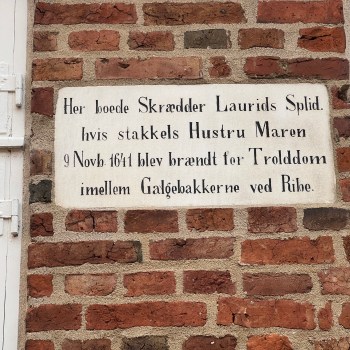 Her boede Skrædder Laurids Splid.
hvis stakkels Hustru Maren
9 Novb. 1641 blev brændt for Trolddom
imellem Galgebakkerne ved Ribe.